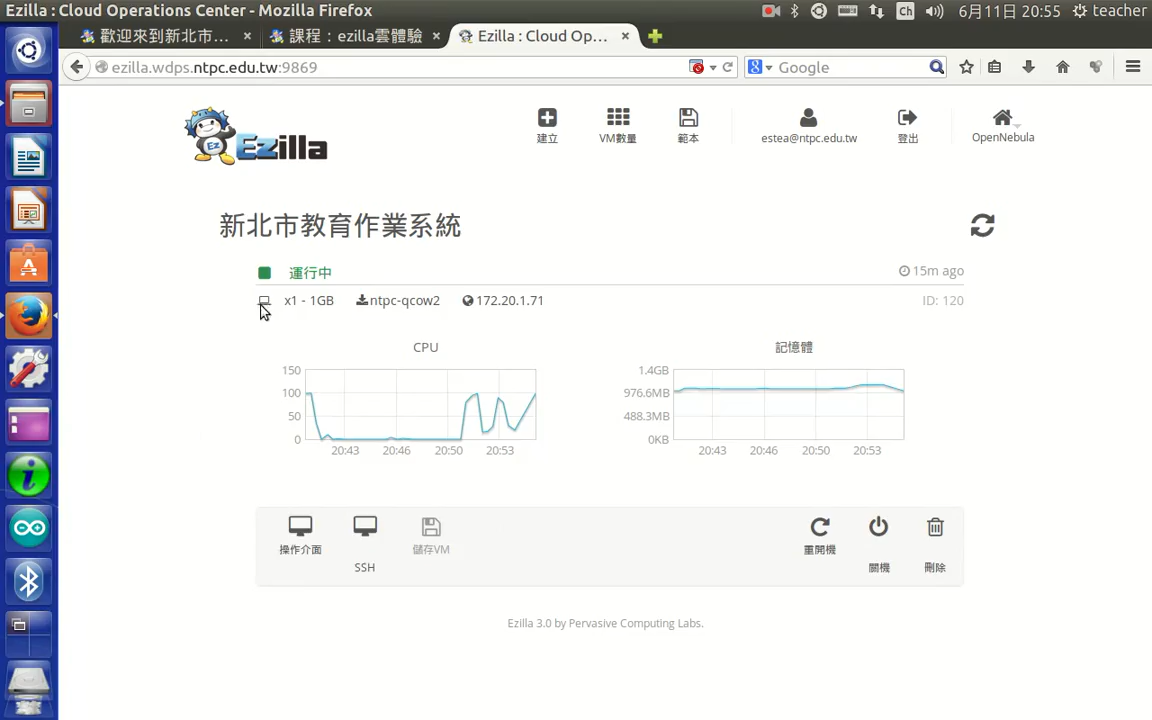 Ezilla : Cloud Operations Center - Mozilla Firefox
Ch
6月11日 20:55
teacher
歡迎來到新北市...
課程：ezilla雲體驗
Ezilla : Cloud Op...
ezilla.wdps.ntpc.edu.tw:9869
8
Google
Ez
Ezilla
建立
VM數量
範本
estea@ntpc.edu.tw
登出
OpenNebula
新北市教育作業系統
運行中
15m ago
x1 - 1GB
ntpc-qcow2
172.20.1.71
ID: 120
CPU
記憶體
150
100
50
0
20:43
20:46
20:50
20:53
1.4GB
976.6MB
488.3MB
0KB
20:43
20:46
20:50
20:53
操作介面
SSH
儲存VM
重開機
關機
刪除
Ezilla 3.0 by Pervasive Computing Labs.